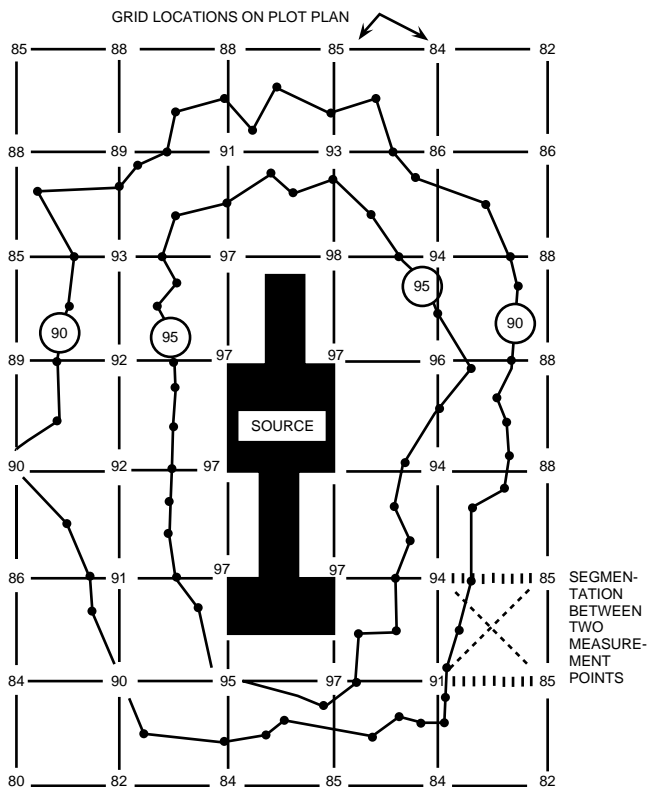 GRID LOCATIONS ON PLOT PLAN
85 88 88 85 84 82
88 89 91 93 86 86
85 93 97 98 94 88
95
90 95 90
89 92 97 97 96 88
SOURCE
90 92 97 94 88
86 91 97 97 94 85
SEGMEN-
TATION
BETWEEN
TWO
MEASURE-
MENT
POINTS
84 90 95 97 91 85
80 82 84 85 84 82